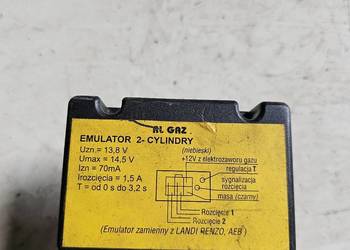 AL GAZ
EMULATOR 2- CYLINDRY
Uzn.= 13,8 V
Umax = 14,5 V
Izn = 70mA
Irozcięcia = 1,5 A
T = od 0 s do 3,2 s
(niebieski)
+12V z elektrozaworu gazu
regulacja T
sygnalizacja
rozcięcia
masa (czarny)
Rozcięcie 1
Rozcięcie 2
(Emulator zamienny z LANDI RENZO, AEB)